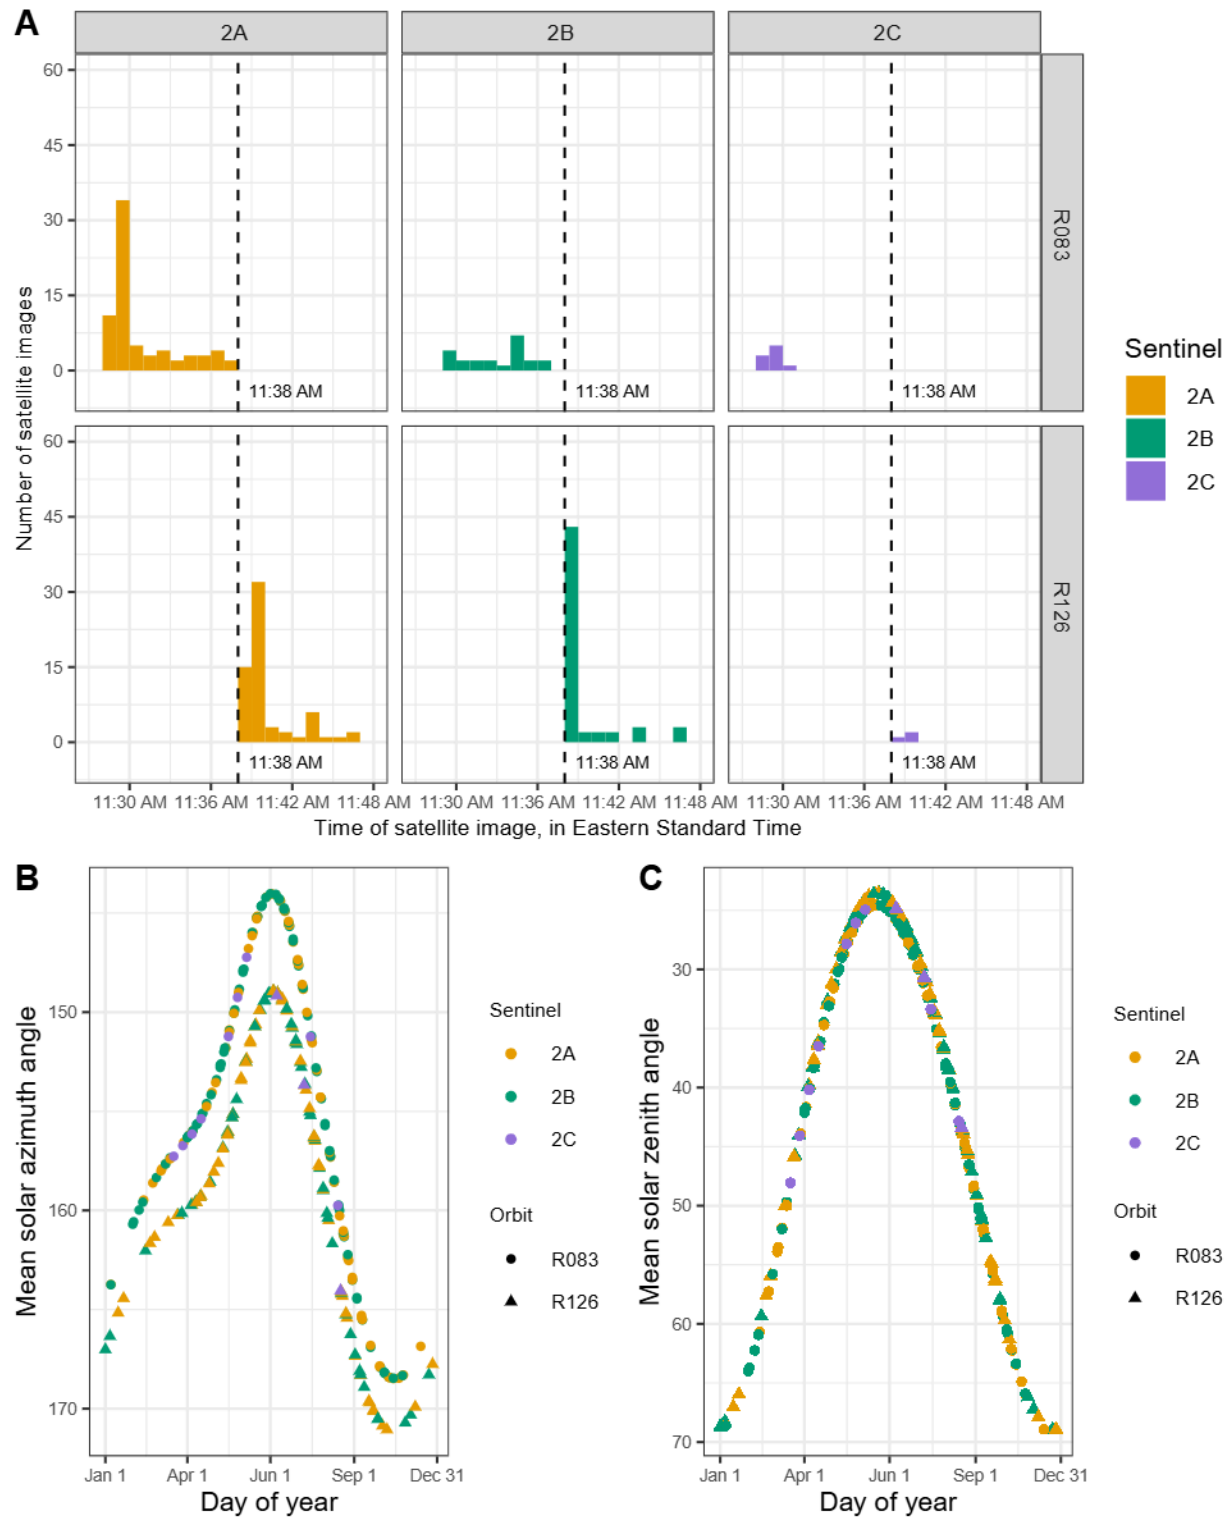 A
2A 2B 2C
60
45
30
15
0
Number of satellite images
11:38 AM 11:38 AM 11:38 AM
R083
60
45
30
15
0
11:38 AM 11:38 AM 11:38 AM
R126
11:30 AM 11:36 AM 11:42 AM 11:48 AM 11:30 AM 11:36 AM 11:42 AM 11:48 AM 11:30 AM 11:36 AM 11:42 AM 11:48 AM
Time of satellite image, in Eastern Standard Time
Sentinel
2A
2B
2C
B
Mean solar azimuth angle
150
160
170
Jan 1 Apr 1 Jun 1 Sep 1 Dec 31
Day of year
Sentinel
2A
2B
2C
Orbit
R083
R126
C
Mean solar zenith angle
30
40
50
60
70
Jan 1 Apr 1 Jun 1 Sep 1 Dec 31
Day of year
Sentinel
2A
2B
2C
Orbit
R083
R126